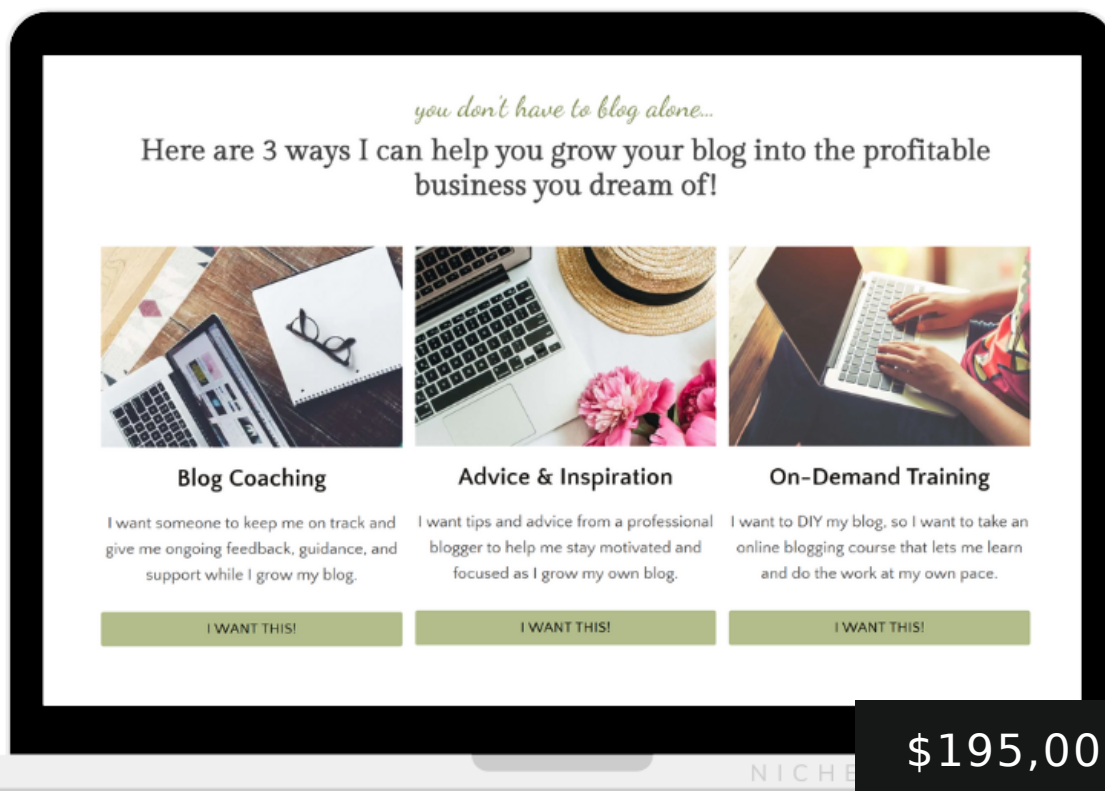 you don't have to blog alone...
Here are 3 ways I can help you grow your blog into the profitable
business you dream of!
Blog Coaching
I want someone to keep me on track and
give me ongoing feedback, guidance, and
support while I grow my blog.
I WANT THIS!
Advice & Inspiration
I want tips and advice from a professional
blogger to help me stay motivated and
focused as I grow my own blog.
I WANT THIS!
On-Demand Training
I want to DIY my blog, so I want to take an
online blogging course that lets me learn
and do the work at my own pace.
I WANT THIS!
NICHE
$195,00